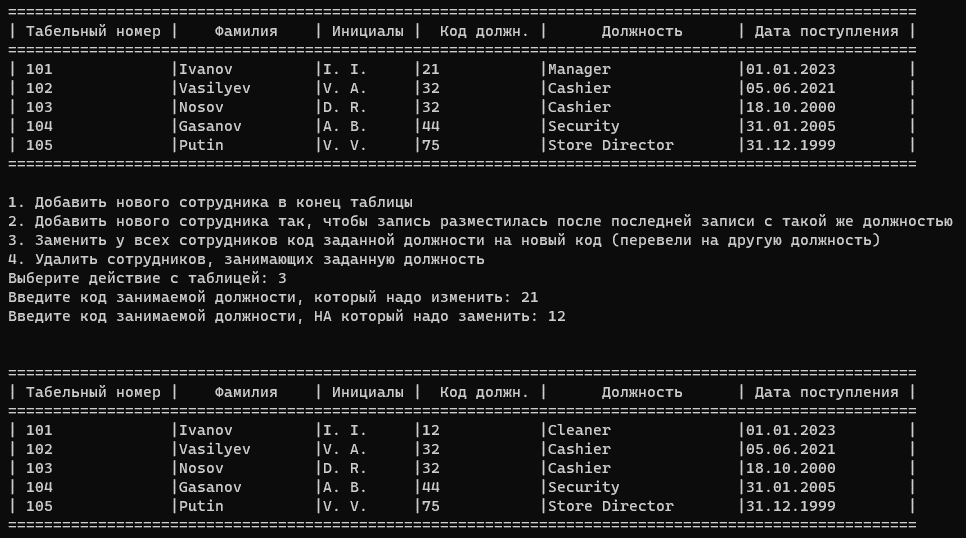 =====================================================================================================
| Табельный номер |    Фамилия    | Инициалы |  Код должн. |      Должность      | Дата поступления |
=====================================================================================================
| 101             |Ivanov         |I. I.     |21           |Manager              |01.01.2023        |
| 102             |Vasilyev       |V. A.     |32           |Cashier              |05.06.2021        |
| 103             |Nosov          |D. R.     |32           |Cashier              |18.10.2000        |
| 104             |Gasanov        |A. B.     |44           |Security             |31.01.2005        |
| 105             |Putin          |V. V.     |75           |Store Director       |31.12.1999        |
=====================================================================================================
1. Добавить нового сотрудника в конец таблицы
2. Добавить нового сотрудника так, чтобы запись разместилась после последней записи с такой же должностью
3. Заменить у всех сотрудников код заданной должности на новый код (перевели на другую должность)
4. Удалить сотрудников, занимающих заданную должность
Выберите действие с таблицей: 3
Введите код занимаемой должности, который надо изменить: 21
Введите код занимаемой должности, НА который надо заменить: 12
=====================================================================================================
| Табельный номер |    Фамилия    | Инициалы |  Код должн. |      Должность      | Дата поступления |
=====================================================================================================
| 101             |Ivanov         |I. I.     |12           |Cleaner              |01.01.2023        |
| 102             |Vasilyev       |V. A.     |32           |Cashier              |05.06.2021        |
| 103             |Nosov          |D. R.     |32           |Cashier              |18.10.2000        |
| 104             |Gasanov        |A. B.     |44           |Security             |31.01.2005        |
| 105             |Putin          |V. V.     |75           |Store Director       |31.12.1999        |
=====================================================================================================